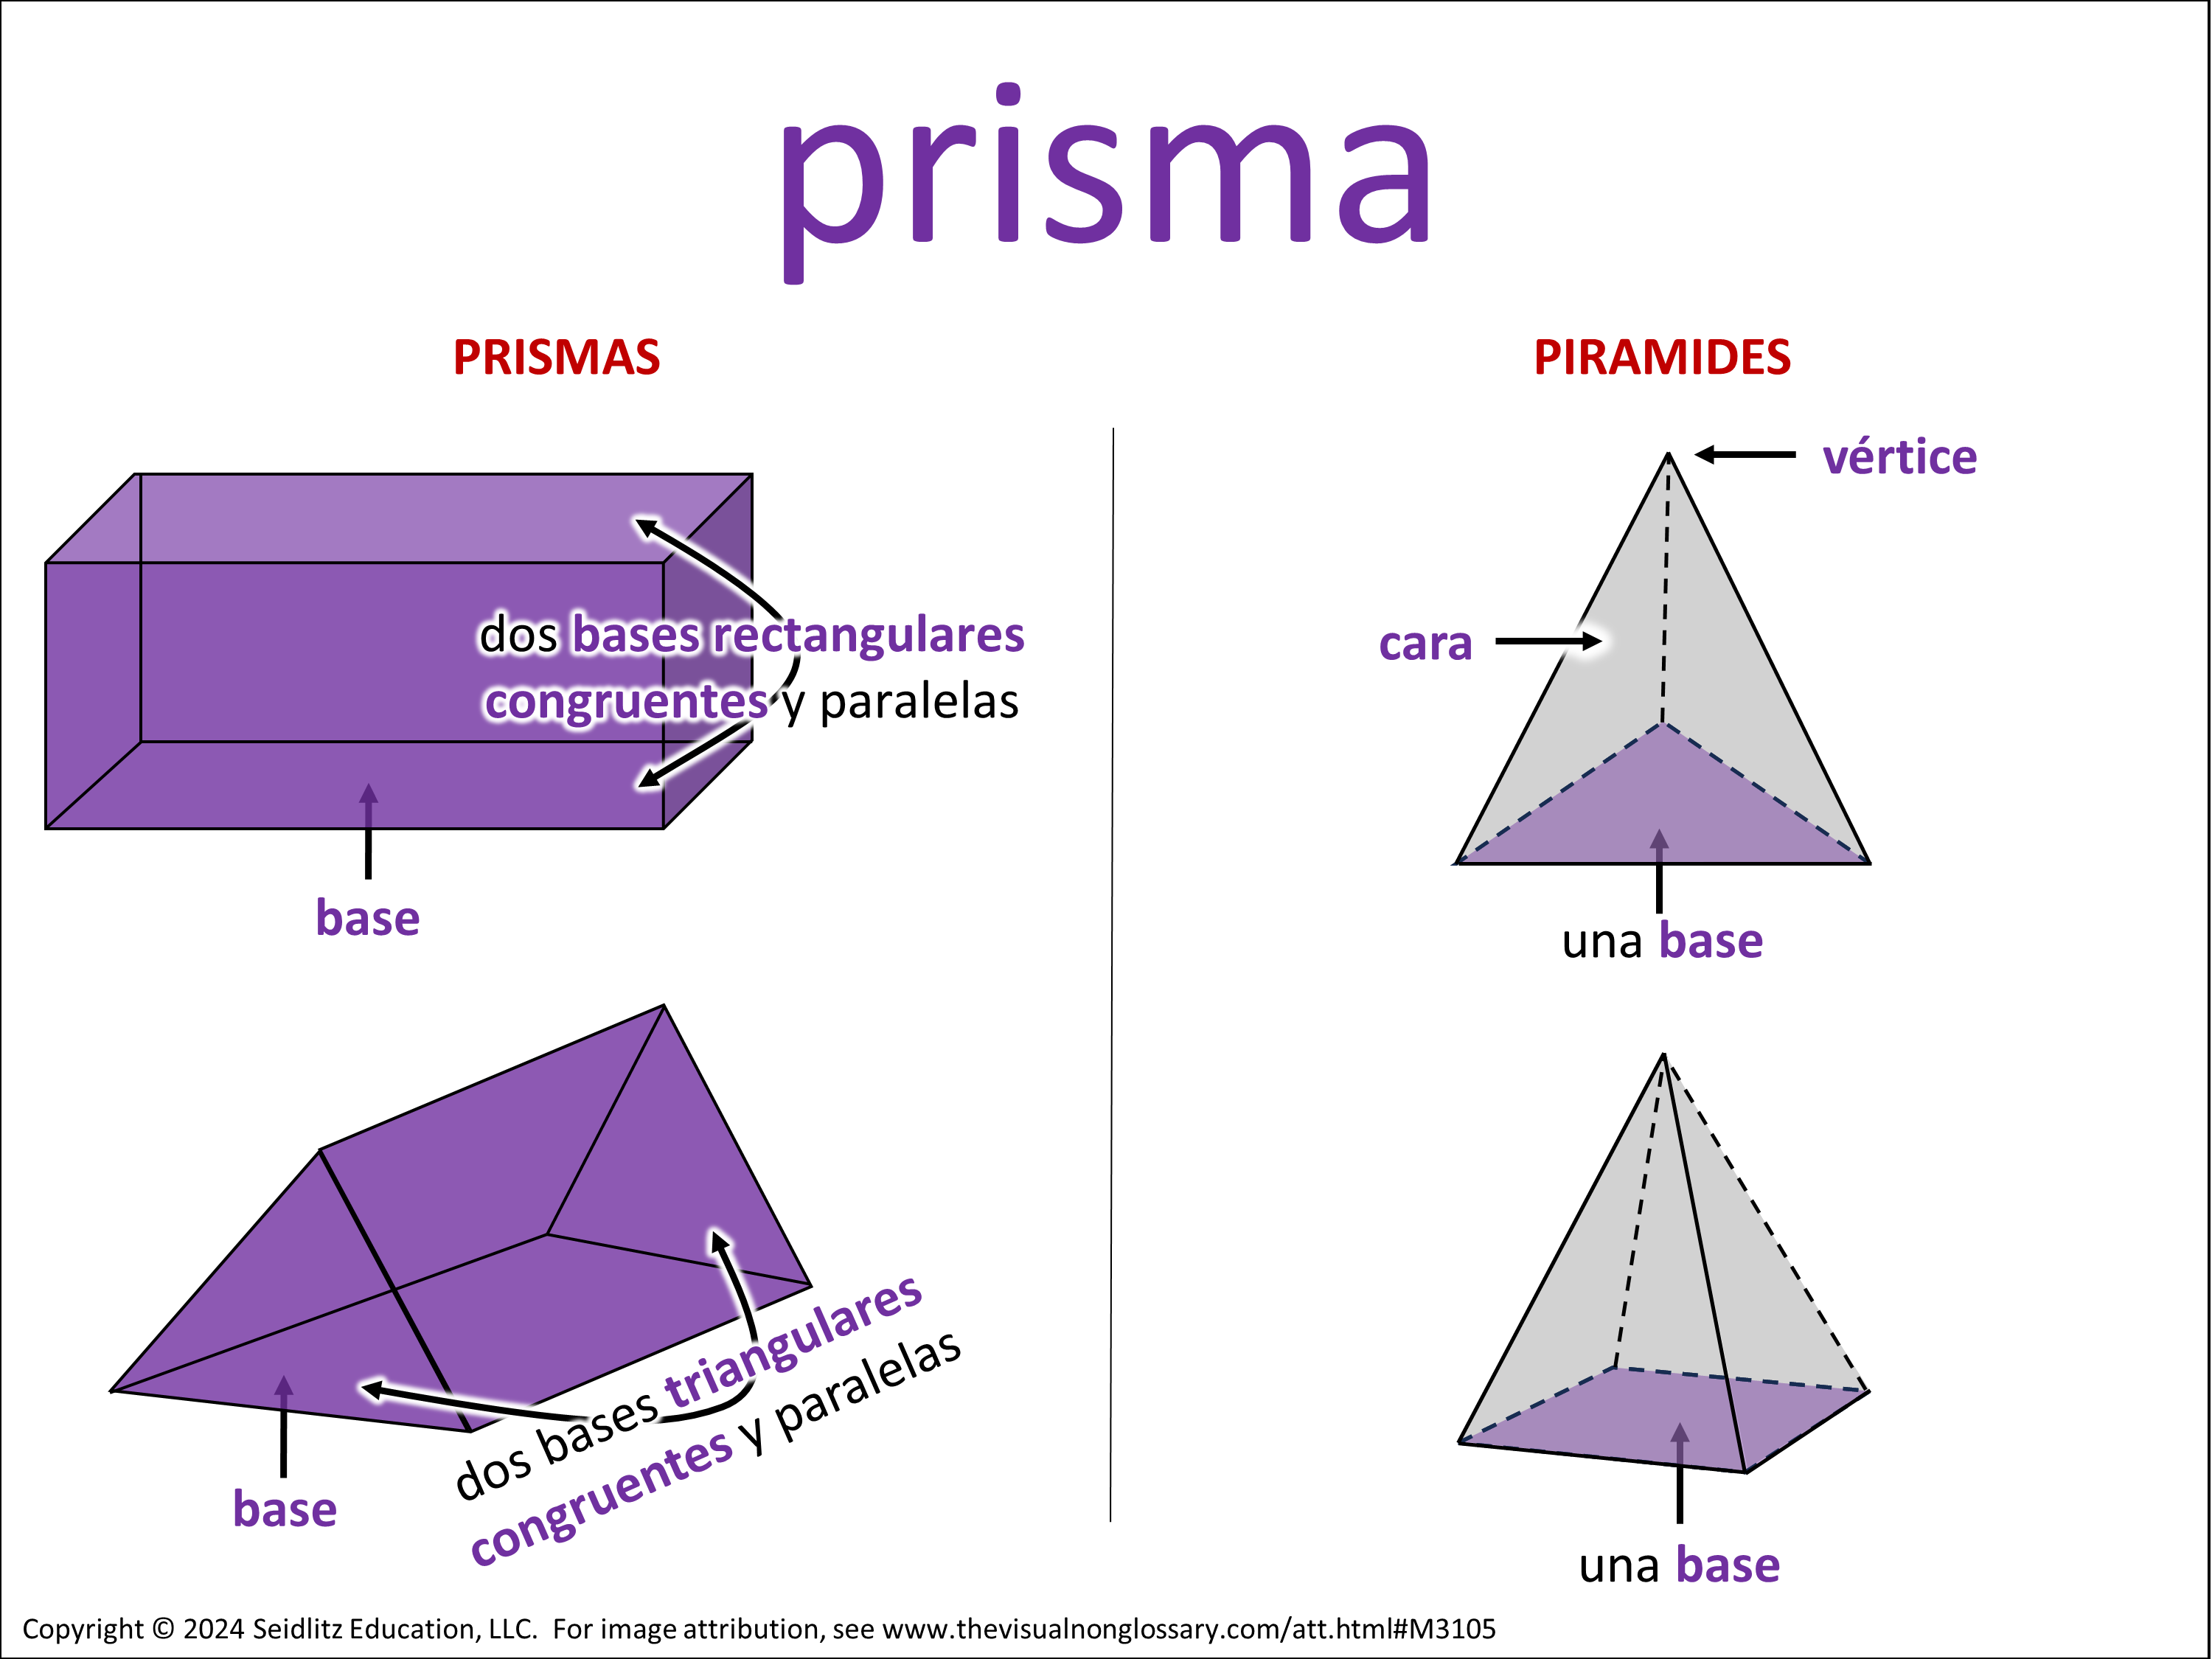 prisma
PRISMAS
dos bases rectangulares
congruentes y paralelas
base
dos bases triangulares
congruentes y paralelas
base
PIRAMIDES
vértice
cara
una base
una base
Copyright © 2024 Seidlitz Education, LLC.  For image attribution, see www.thevisualnonglossary.com/att.html#M3105